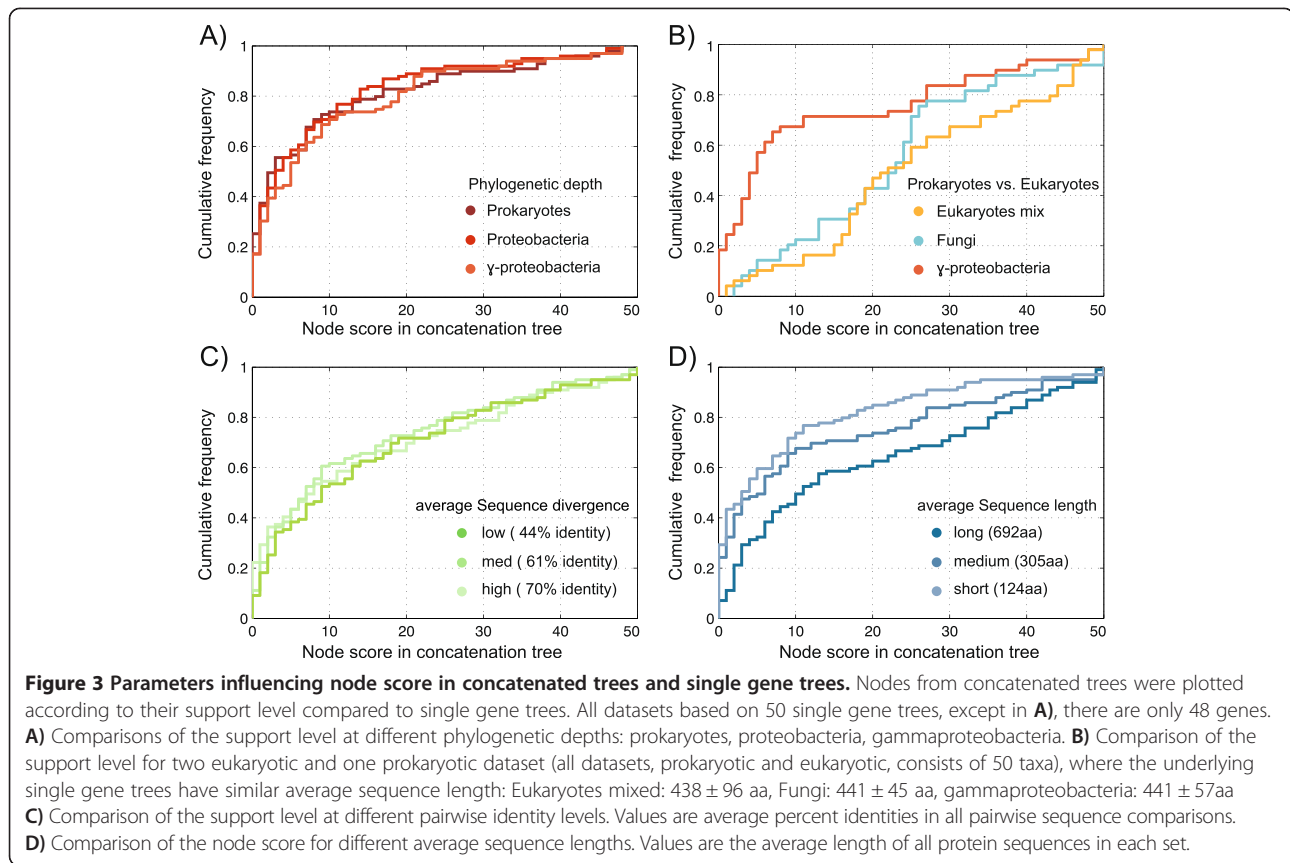 A)
1
0.8
0.6
0.4
0.2
0
Cumulative frequency
Phylogenetic depth
Prokaryotes
Proteobacteria
ɣ-proteobacteria
0 10 20 30 40 50
Node score in concatenation tree
B)
1
0.8
0.6
0.4
0.2
0
Cumulative frequency
Prokaryotes vs. Eukaryotes
Eukaryotes mix
Fungi
ɣ-proteobacteria
0 10 20 30 40 50
Node score in concatenation tree
C)
1
0.8
0.6
0.4
0.2
0
Cumulative frequency
average Sequence divergence
low ( 44% identity)
med ( 61% identity)
high ( 70% identity)
0 10 20 30 40 50
Node score in concatenation tree
D)
1
0.8
0.6
0.4
0.2
0
Cumulative frequency
average Sequence length
long (692aa)
medium (305aa)
short (124aa)
0 10 20 30 40 50
Node score in concatenation tree
Figure 3 Parameters influencing node score in concatenated trees and single gene trees. Nodes from concatenated trees were plotted
according to their support level compared to single gene trees. All datasets based on 50 single gene trees, except in A), there are only 48 genes.
A) Comparisons of the support level at different phylogenetic depths: prokaryotes, proteobacteria, gammaproteobacteria. B) Comparison of the
support level for two eukaryotic and one prokaryotic dataset (all datasets, prokaryotic and eukaryotic, consists of 50 taxa), where the underlying
single gene trees have similar average sequence length: Eukaryotes mixed: 438 ± 96 aa, Fungi: 441 ± 45 aa, gammaproteobacteria: 441 ± 57aa
C) Comparison of the support level at different pairwise identity levels. Values are average percent identities in all pairwise sequence comparisons.
D) Comparison of the node score for different average sequence lengths. Values are the average length of all protein sequences in each set.